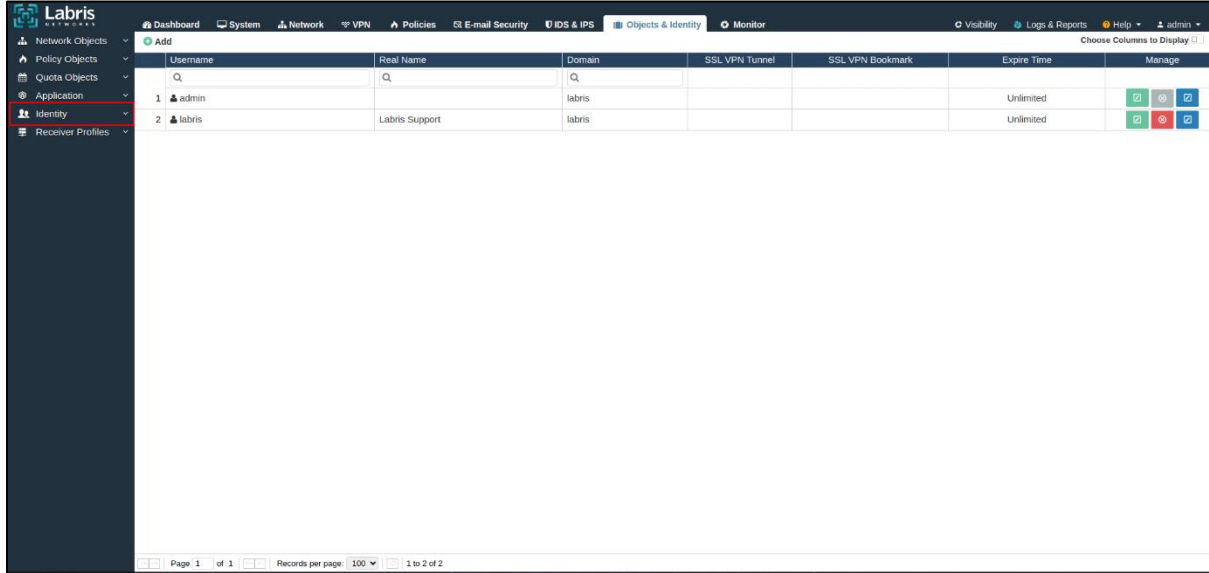 Labris
NETWORKS
Dashboard System Network VPN Policies E-mail Security IDS & IPS Objects & Identity Monitor Visibility Logs & Reports Help admin
Network Objects
Policy Objects
Quota Objects
Application
Identity
Receiver Profiles
Add Choose Columns to Display
Username Real Name Domain SSL VPN Tunnel SSL VPN Bookmark Expire Time Manage
1 admin labris Unlimited
2 labris Labris Support labris Unlimited
Page 1 of 1 Records per page: 100 1 to 2 of 2